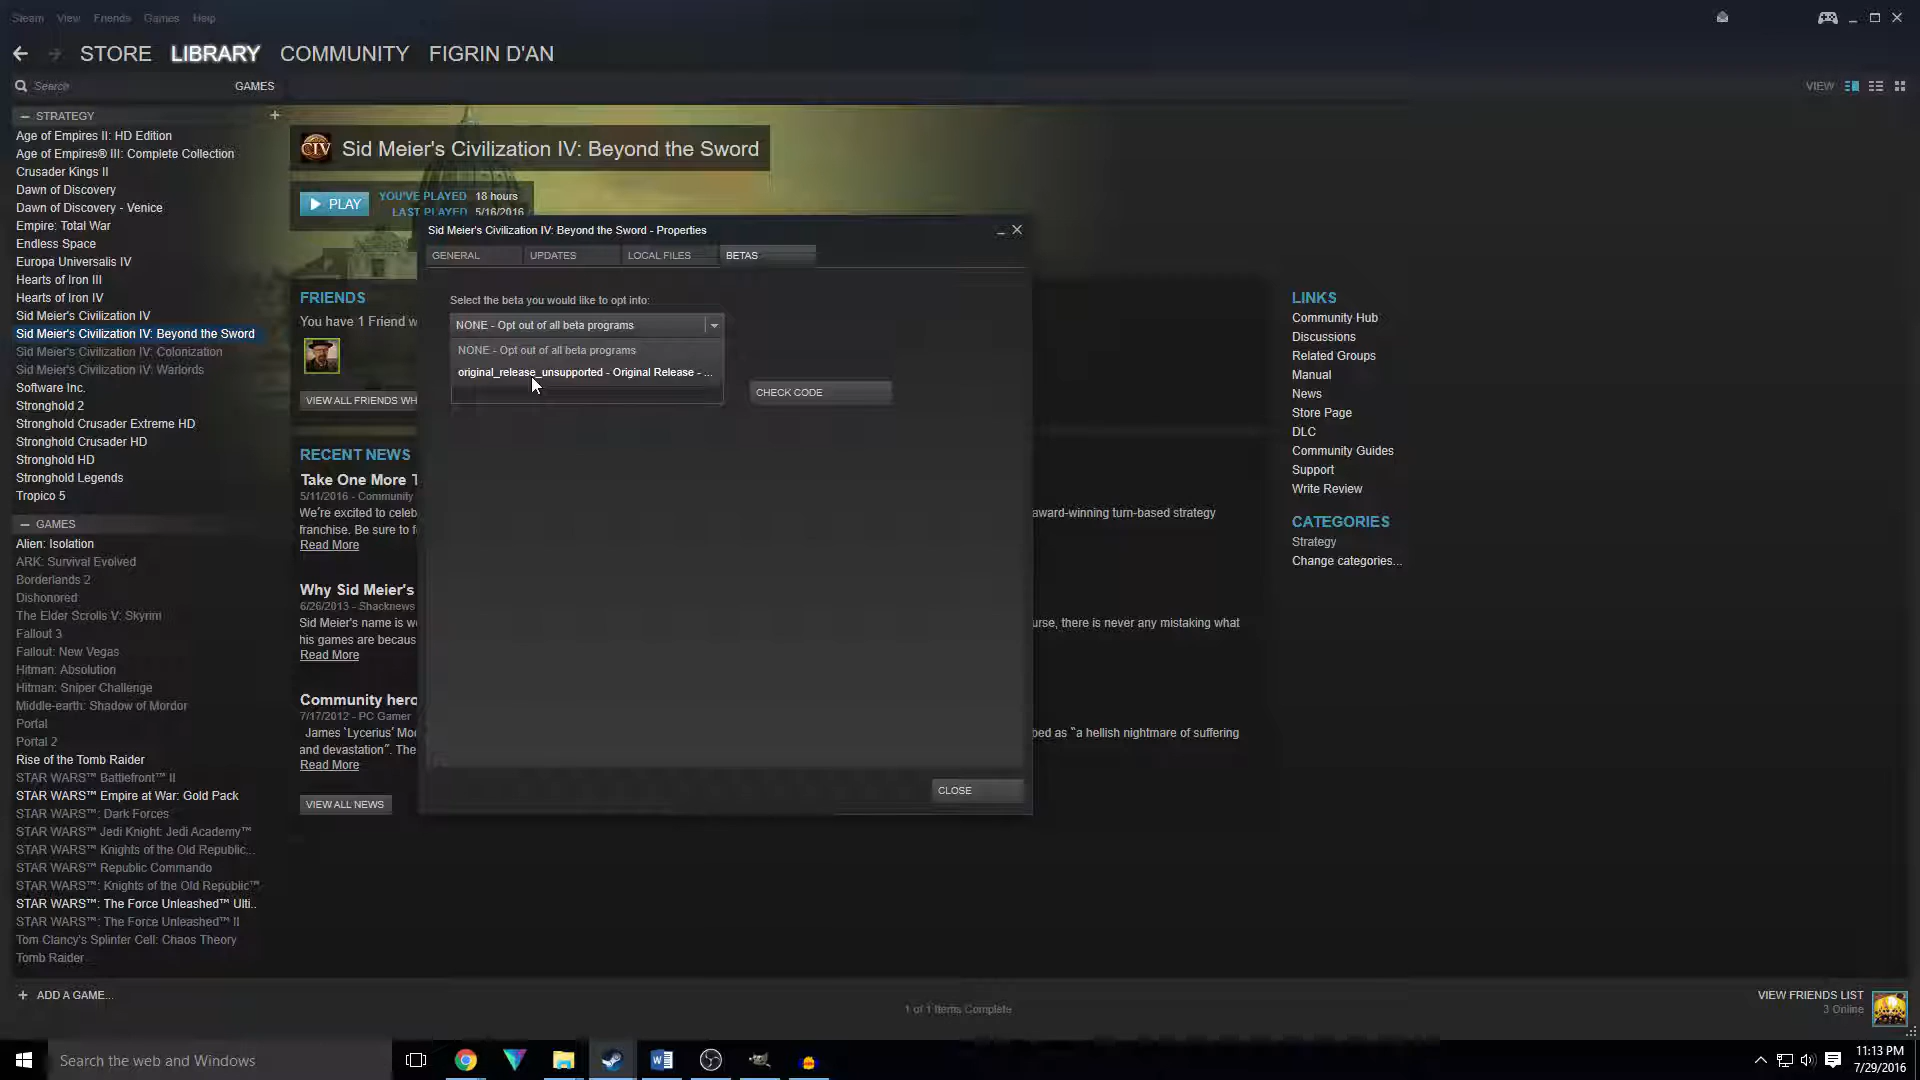 Steam View Friends Games Help
STORE LIBRARY COMMUNITY FIGRIN D'AN
Search GAMES VIEW
— STRATEGY +
Age of Empires II: HD Edition
Age of Empires® III: Complete Collection
Crusader Kings II
Dawn of Discovery
Dawn of Discovery - Venice
Empire: Total War
Endless Space
Europa Universalis IV
Hearts of Iron III
Hearts of Iron IV
Sid Meier's Civilization IV
Sid Meier's Civilization IV: Beyond the Sword
Sid Meier's Civilization IV: Colonization
Sid Meier's Civilization IV: Warlords
Software Inc.
Stronghold 2
Stronghold Crusader Extreme HD
Stronghold Crusader HD
Stronghold HD
Stronghold Legends
Tropico 5
— GAMES
Alien: Isolation
ARK: Survival Evolved
Borderlands 2
Dishonored
The Elder Scrolls V: Skyrim
Fallout 3
Fallout: New Vegas
Hitman: Absolution
Hitman: Sniper Challenge
Middle-earth: Shadow of Mordor
Portal
Portal 2
Rise of the Tomb Raider
STAR WARS™ Battlefront™ II
STAR WARS™ Empire at War: Gold Pack
STAR WARS™: Dark Forces
STAR WARS™ Jedi Knight: Jedi Academy™
STAR WARS™ Knights of the Old Republic...
STAR WARS™ Republic Commando
STAR WARS™: Knights of the Old Republic™
STAR WARS™: The Force Unleashed™ Ulti..
STAR WARS™: The Force Unleashed™ II
Tom Clancy's Splinter Cell: Chaos Theory
Tomb Raider
+ ADD A GAME...
CIV Sid Meier's Civilization IV: Beyond the Sword
PLAY
YOU'VE PLAYED 18 hours
LAST PLAYED 5/16/2016
FRIENDS
You have 1 Friend w
VIEW ALL FRIENDS WH
RECENT NEWS
Take One More T
5/11/2016 - Community
We're excited to celeb award-winning turn-based strategy
franchise. Be sure to f
Read More
Why Sid Meier's
6/26/2013 - Shacknews
Sid Meier's name is w urse, there is never any mistaking what
his games are becaus
Read More
Community hero
7/17/2012 - PC Gamer
James 'Lycerius' Mo bed as "a hellish nightmare of suffering
and devastation". The
Read More
VIEW ALL NEWS
Sid Meier's Civilization IV: Beyond the Sword - Properties
GENERAL UPDATES LOCAL FILES BETAS
Select the beta you would like to opt into:
NONE - Opt out of all beta programs
NONE - Opt out of all beta programs
original_release_unsupported - Original Release - ...
CHECK CODE
CLOSE
LINKS
Community Hub
Discussions
Related Groups
Manual
News
Store Page
DLC
Community Guides
Support
Write Review
CATEGORIES
Strategy
Change categories...
1 of 1 Items Complete
VIEW FRIENDS LIST
3 Online
Search the web and Windows
11:13 PM
7/29/2016